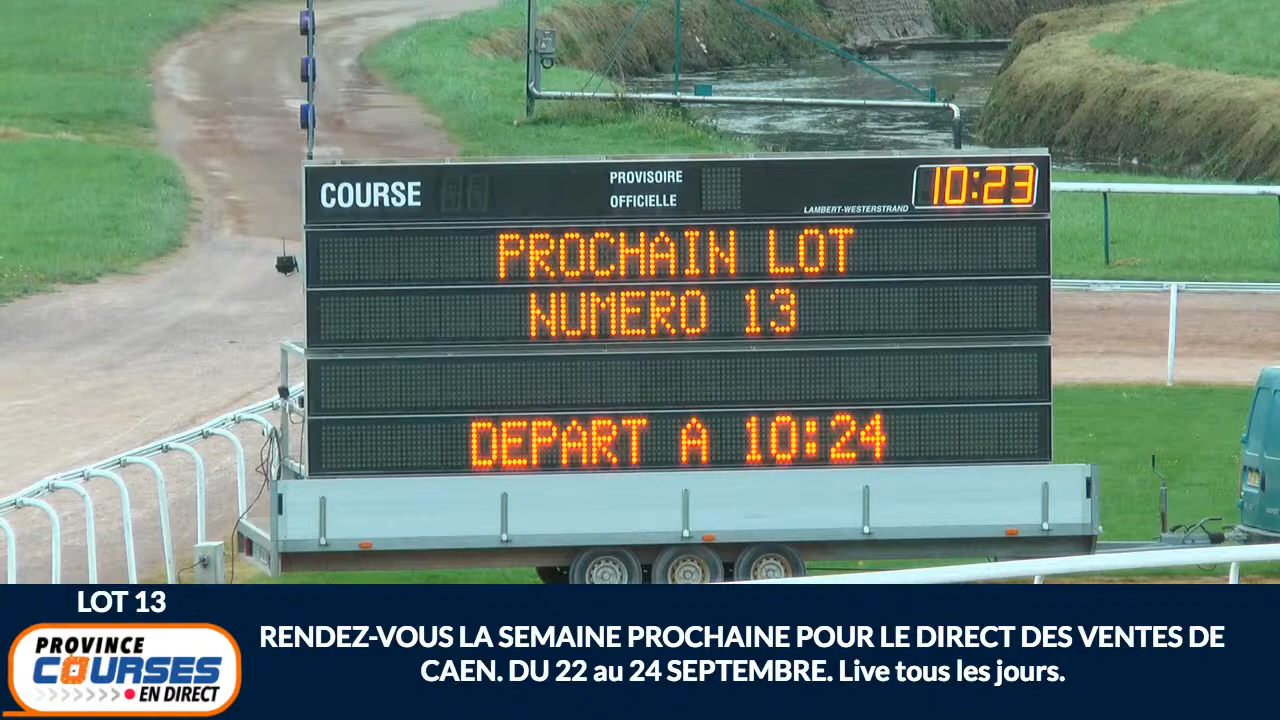 COURSE
PROVISOIRE
OFFICIELLE
LAMBERT-WESTERSTRAND
10:23
PROCHAIN LOT
NUMERO 13
DEPART A 10:24
LOT 13
PROVINCE
COURSES
EN DIRECT
RENDEZ-VOUS LA SEMAINE PROCHAINE POUR LE DIRECT DES VENTES DE
CAEN. DU 22 au 24 SEPTEMBRE. Live tous les jours.